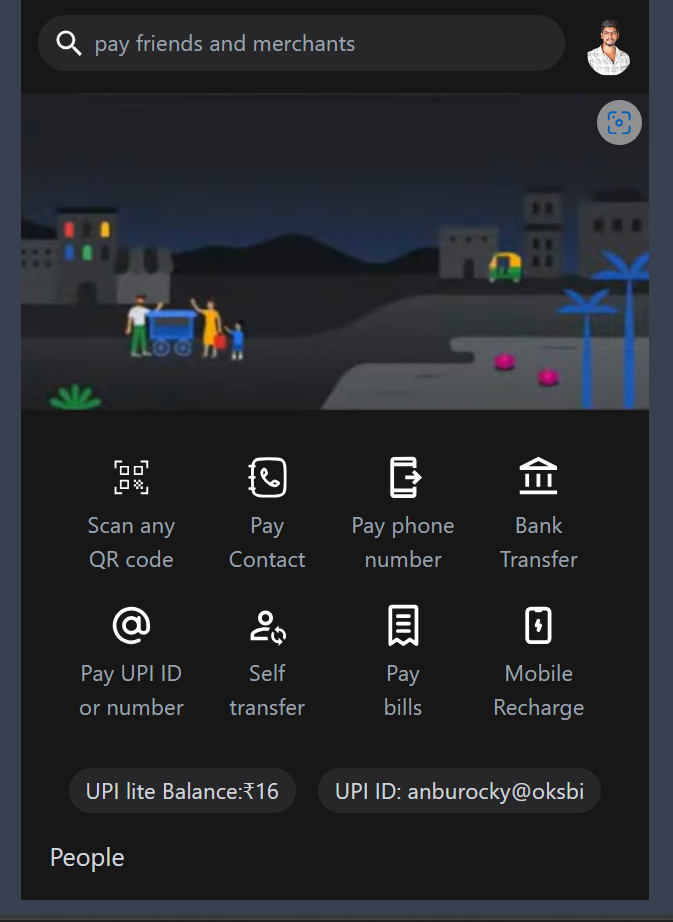 pay friends and merchants
Scan any
QR code
Pay
Contact
Pay phone
number
Bank
Transfer
Pay UPI ID
or number
Self
transfer
Pay
bills
Mobile
Recharge
UPI lite Balance:₹16
UPI ID: anburocky@oksbi
People